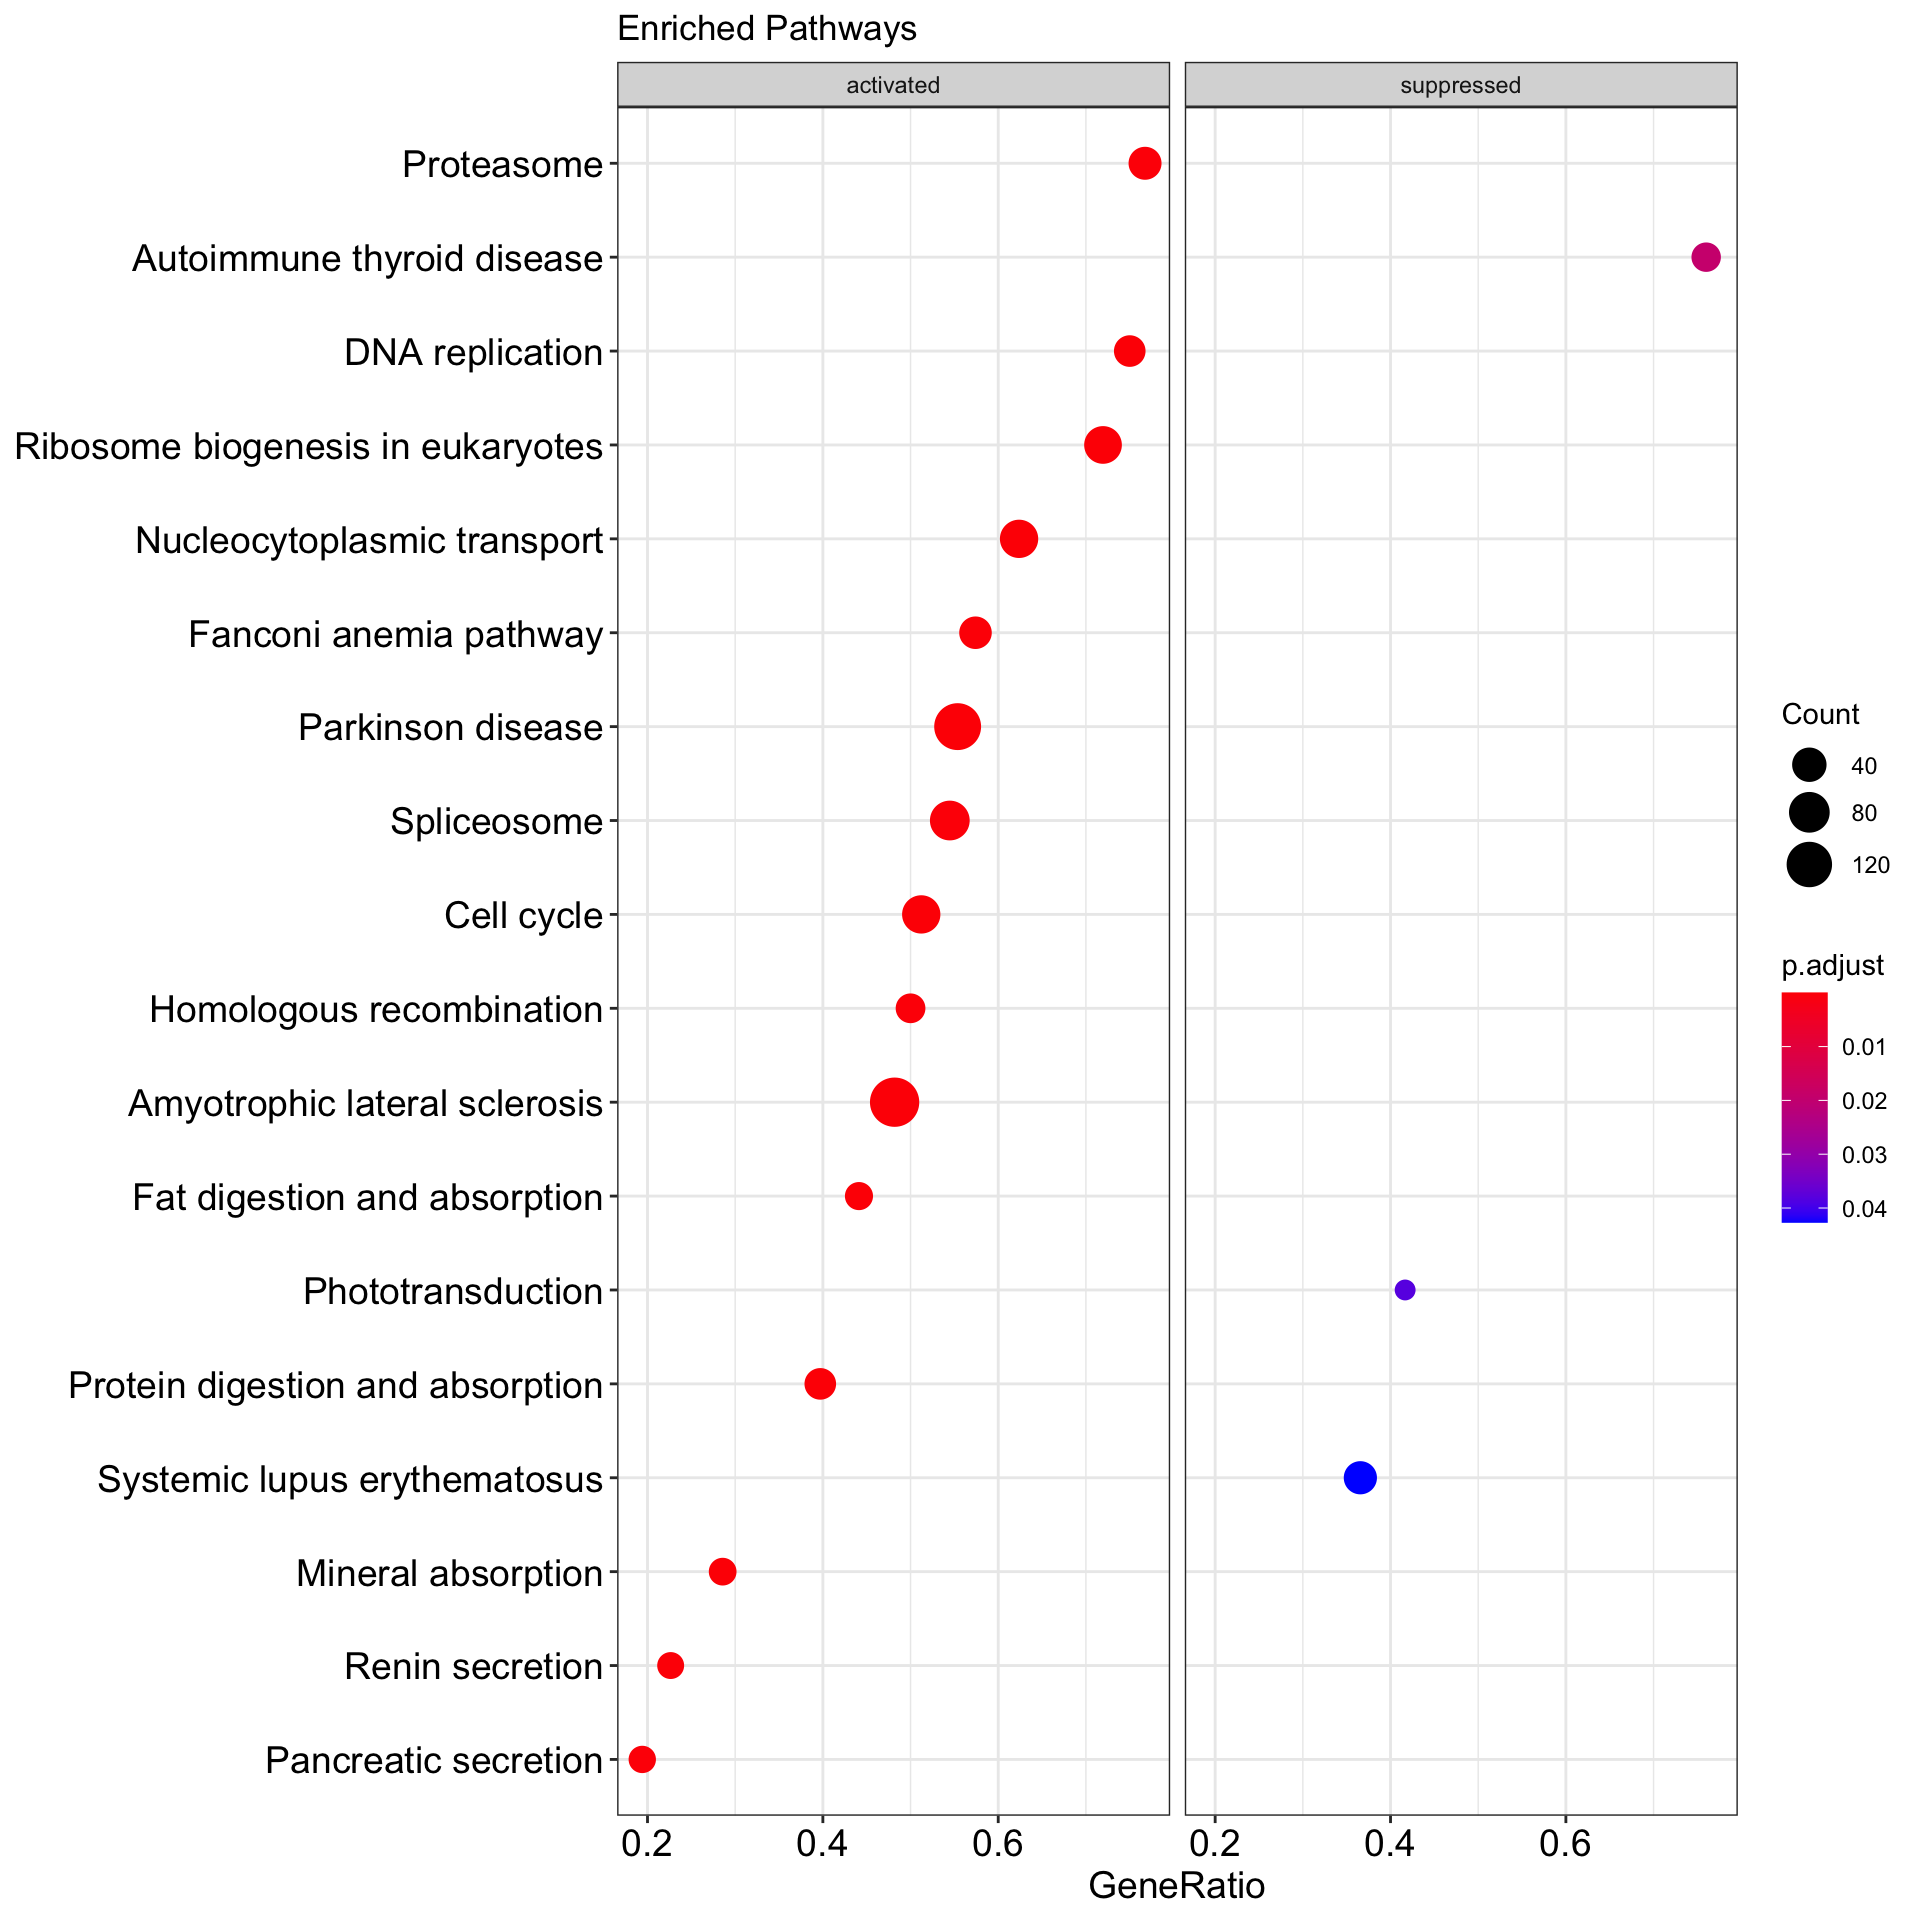 Enriched Pathways
activated
suppressed
Proteasome
Autoimmune thyroid disease
DNA replication
Ribosome biogenesis in eukaryotes
Nucleocytoplasmic transport
Fanconi anemia pathway
Parkinson disease
Spliceosome
Cell cycle
Homologous recombination
Amyotrophic lateral sclerosis
Fat digestion and absorption
Phototransduction
Protein digestion and absorption
Systemic lupus erythematosus
Mineral absorption
Renin secretion
Pancreatic secretion
0.2 0.4 0.6
0.2 0.4 0.6
GeneRatio
Count
40
80
120
p.adjust
0.01
0.02
0.03
0.04